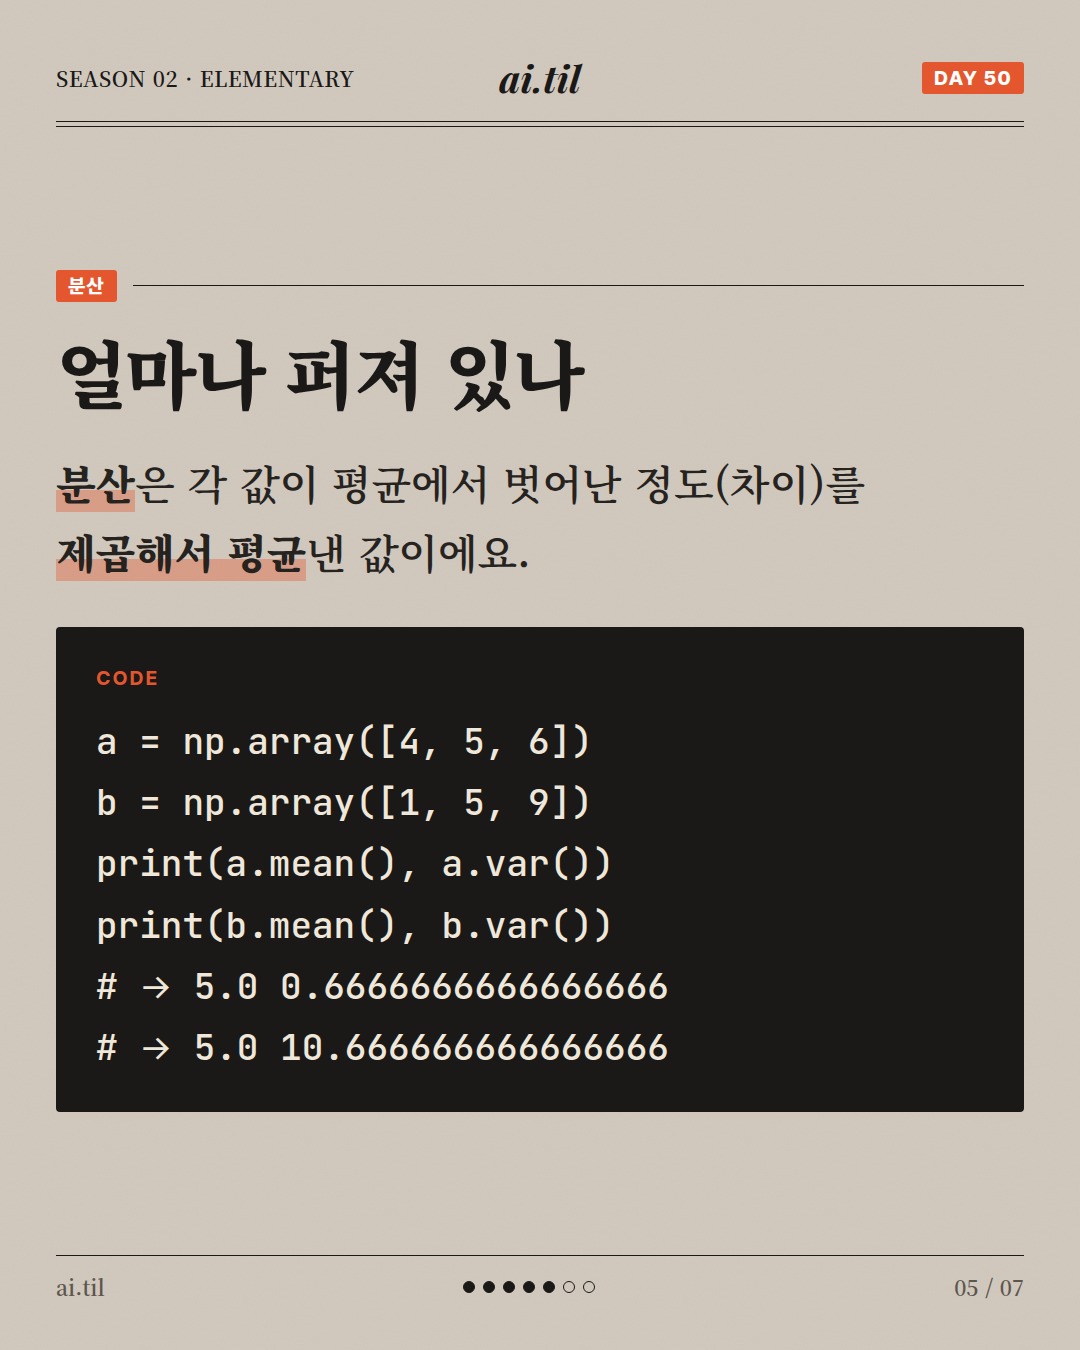 SEASON 02 · ELEMENTARY
ai.til
DAY 50
분산
얼마나 퍼져 있나
분산은 각 값이 평균에서 벗어난 정도(차이)를
제곱해서 평균낸 값이에요.
CODE
a = np.array([4, 5, 6])
b = np.array([1, 5, 9])
print(a.mean(), a.var())
print(b.mean(), b.var())
# → 5.0 0.6666666666666666
# → 5.0 10.666666666666666
ai.til
05 / 07